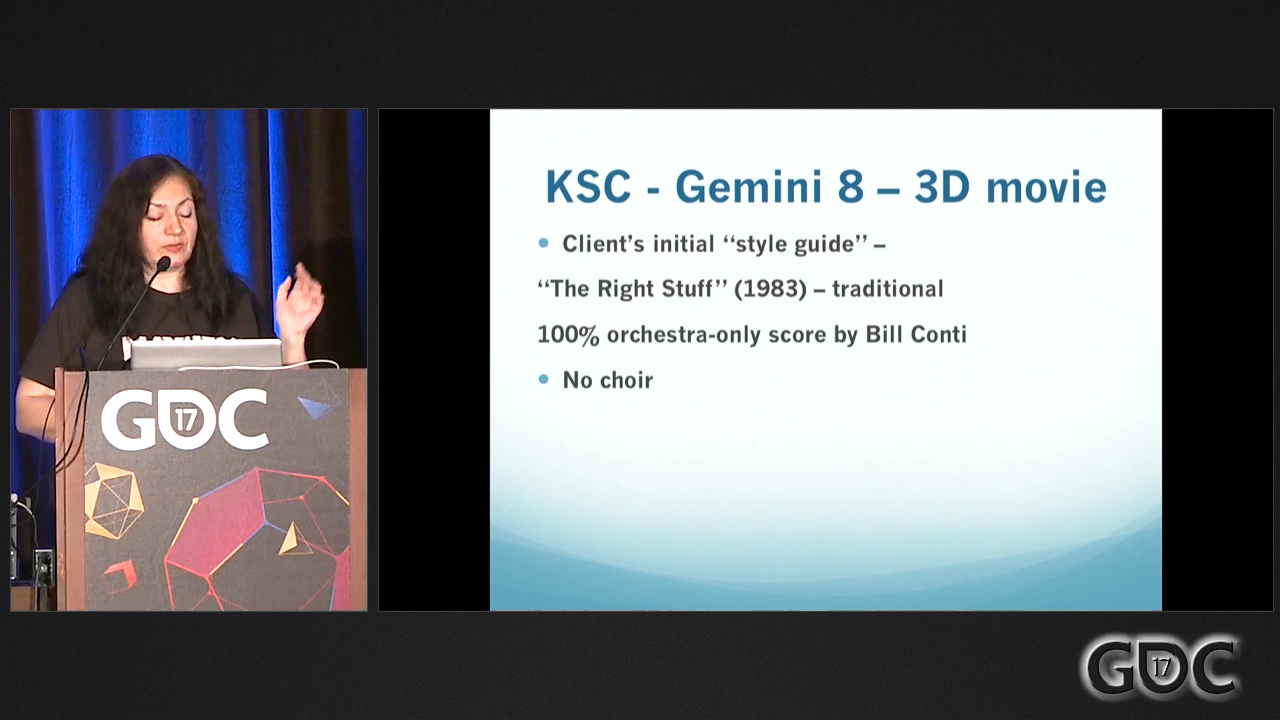 KSC - Gemini 8 – 3D movie
• Client’s initial “style guide” –
“The Right Stuff” (1983) – traditional
100% orchestra-only score by Bill Conti
• No choir
GDC
17
GDC
17